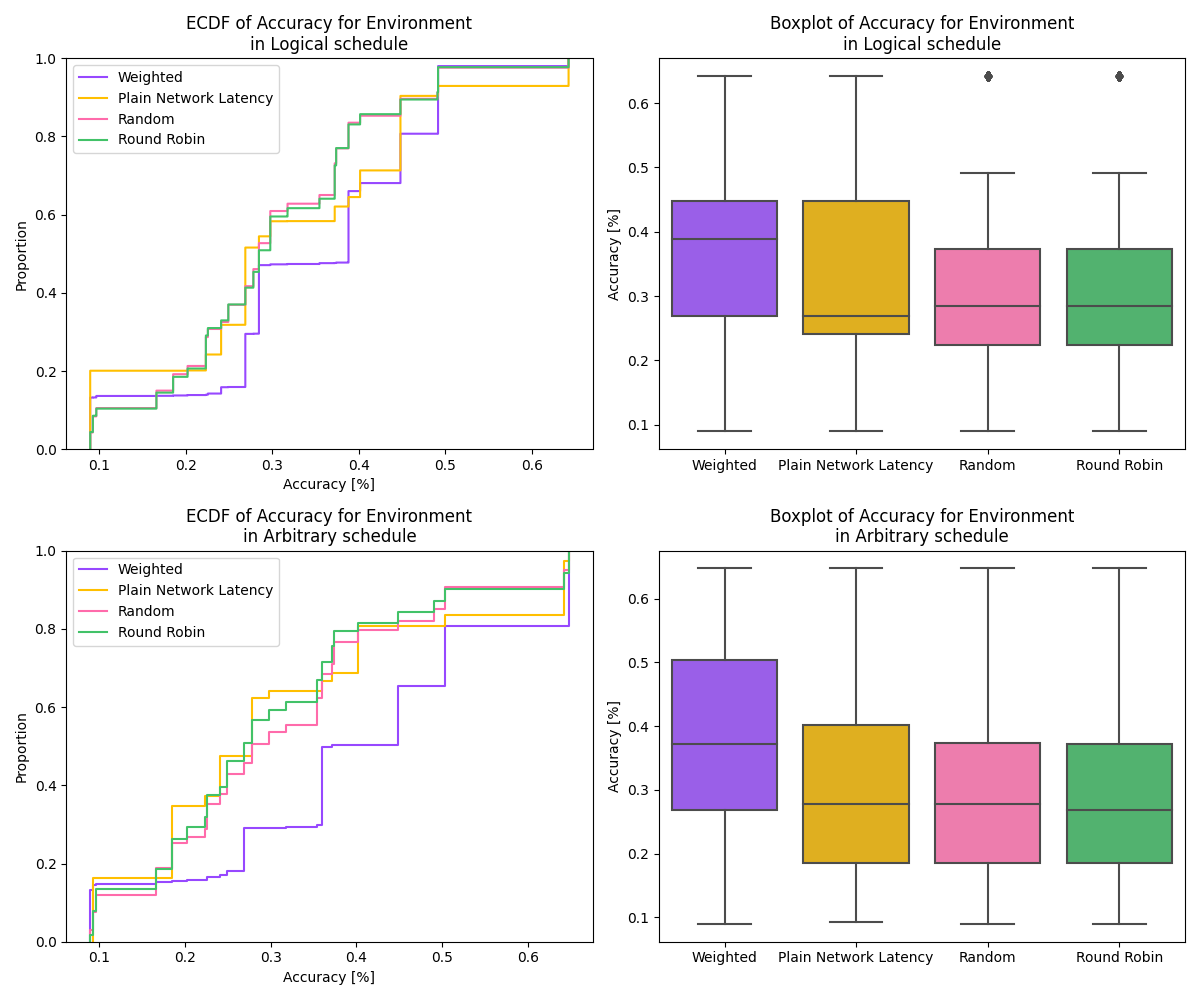 ECDF of Accuracy for Environment
in Logical schedule
1.0
0.8
0.6
0.4
0.2
0.0
Proportion
Weighted
Plain Network Latency
Random
Round Robin
0.1 0.2 0.3 0.4 0.5 0.6
Accuracy [%]
Boxplot of Accuracy for Environment
in Logical schedule
0.6
0.5
0.4
0.3
0.2
0.1
Accuracy [%]
Weighted Plain Network Latency Random Round Robin
ECDF of Accuracy for Environment
in Arbitrary schedule
1.0
0.8
0.6
0.4
0.2
0.0
Proportion
Weighted
Plain Network Latency
Random
Round Robin
0.1 0.2 0.3 0.4 0.5 0.6
Accuracy [%]
Boxplot of Accuracy for Environment
in Arbitrary schedule
0.6
0.5
0.4
0.3
0.2
0.1
Accuracy [%]
Weighted Plain Network Latency Random Round Robin